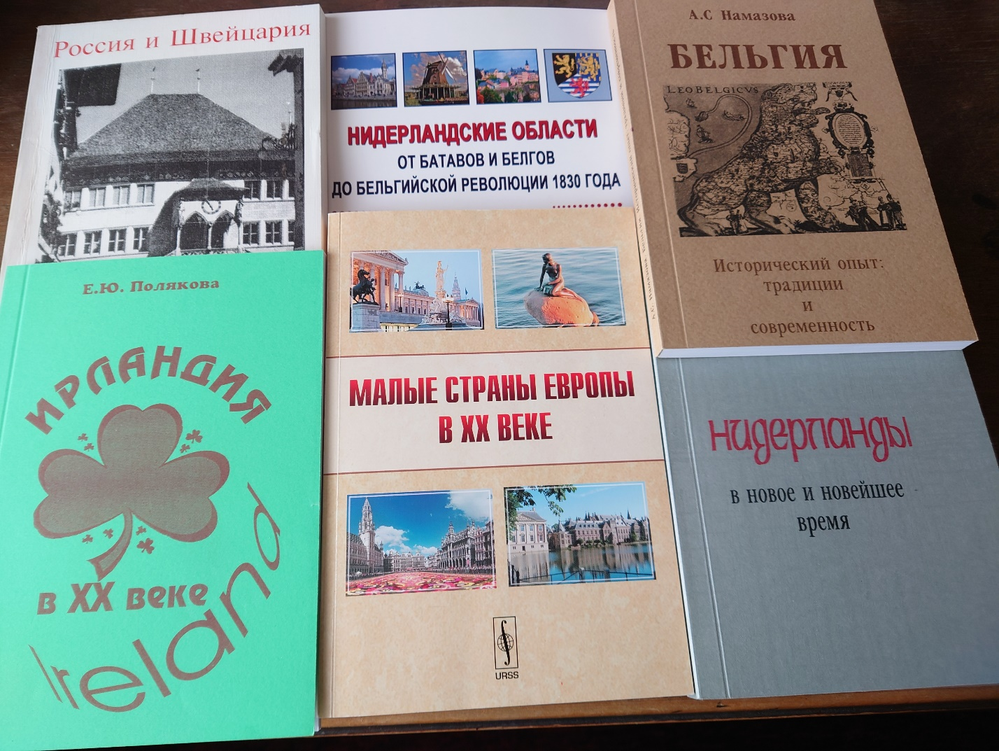 Россия и Швейцария
НИДЕРЛАНДСКИЕ ОБЛАСТИ
ОТ БАТАВОВ И БЕЛГОВ
ДО БЕЛЬГИЙСКОЙ РЕВОЛЮЦИИ 1830 ГОДА
А.С Намазова
БЕЛЬГИЯ
LEO BELGICVS
Исторический опыт:
традиции
и
современность
Е.Ю. Полякова
ИРЛАНДИЯ
в XX веке
Ireland
МАЛЫЕ СТРАНЫ ЕВРОПЫ
В XX ВЕКЕ
URSS
нидерланды
в новое и новейшее
время